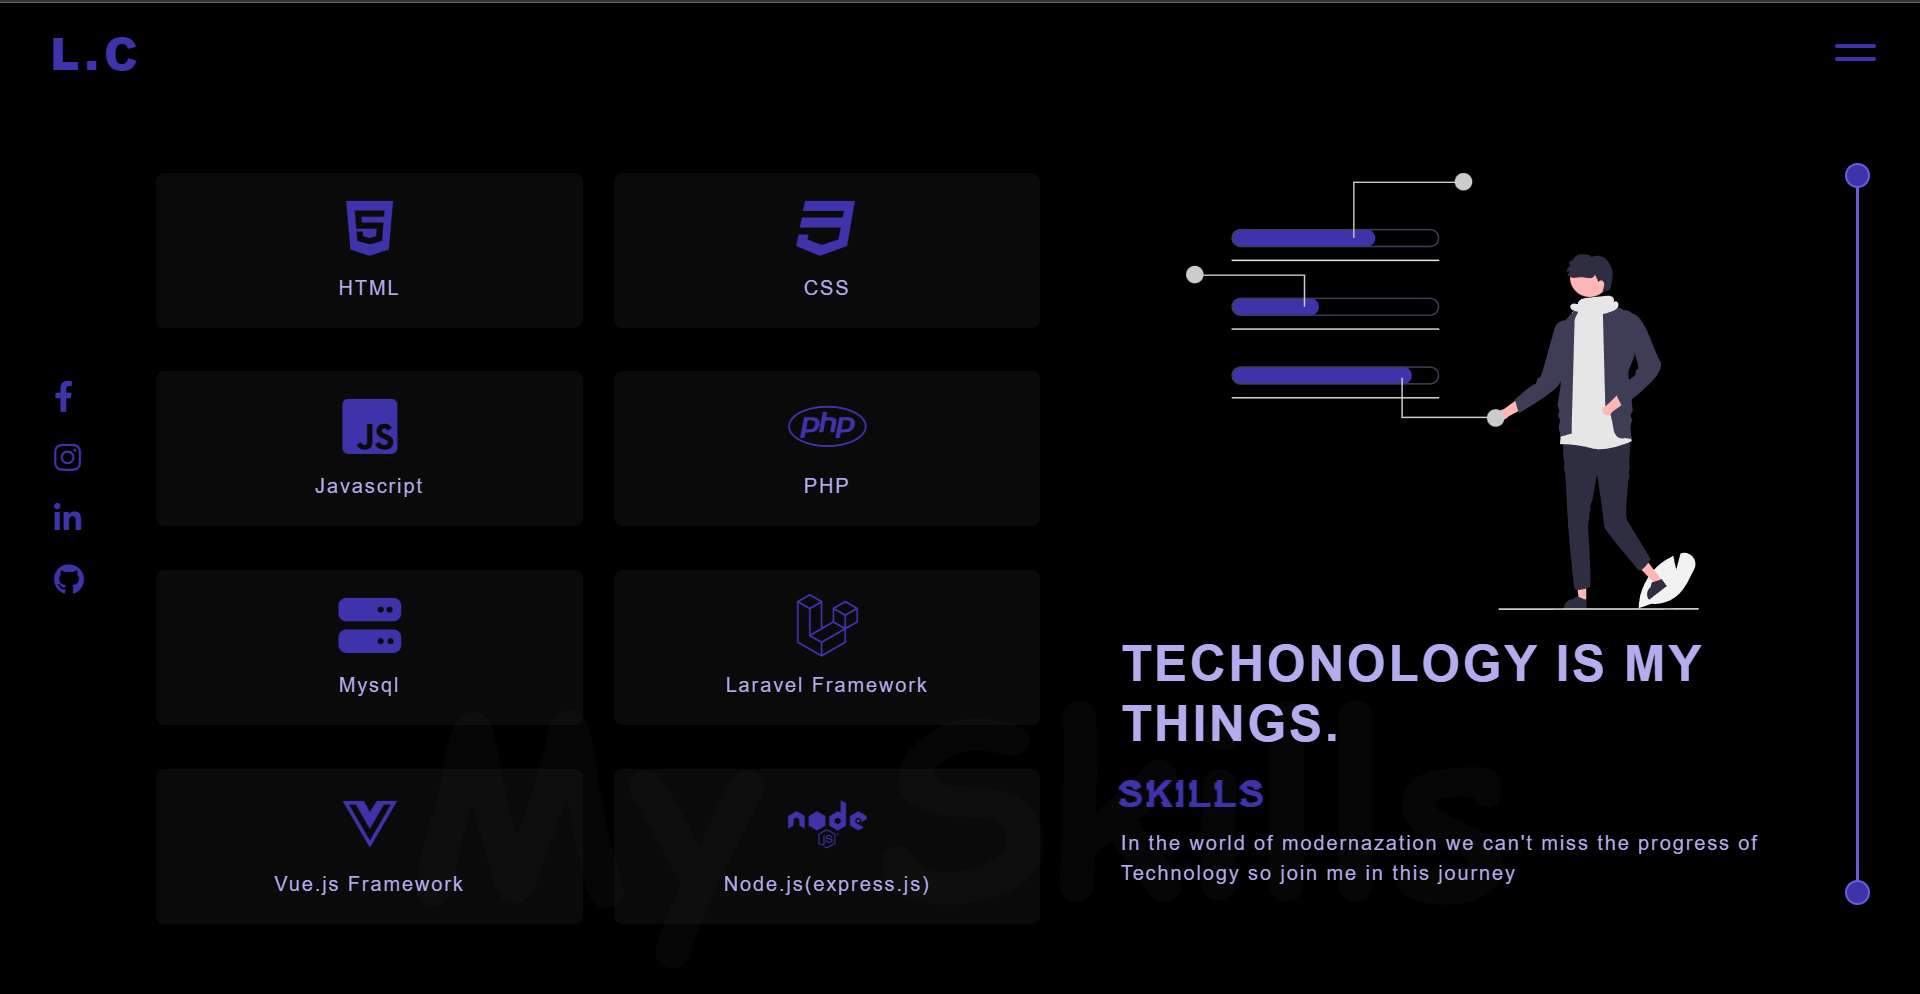 L.C
HTML
CSS
JS
Javascript
php
PHP
Mysql
Laravel Framework
Vue.js Framework
node
JS
Node.js(express.js)
f
in
TECHONOLOGY IS MY
THINGS.
SKILLS
In the world of modernazation we can't miss the progress of
Technology so join me in this journey
My Skills